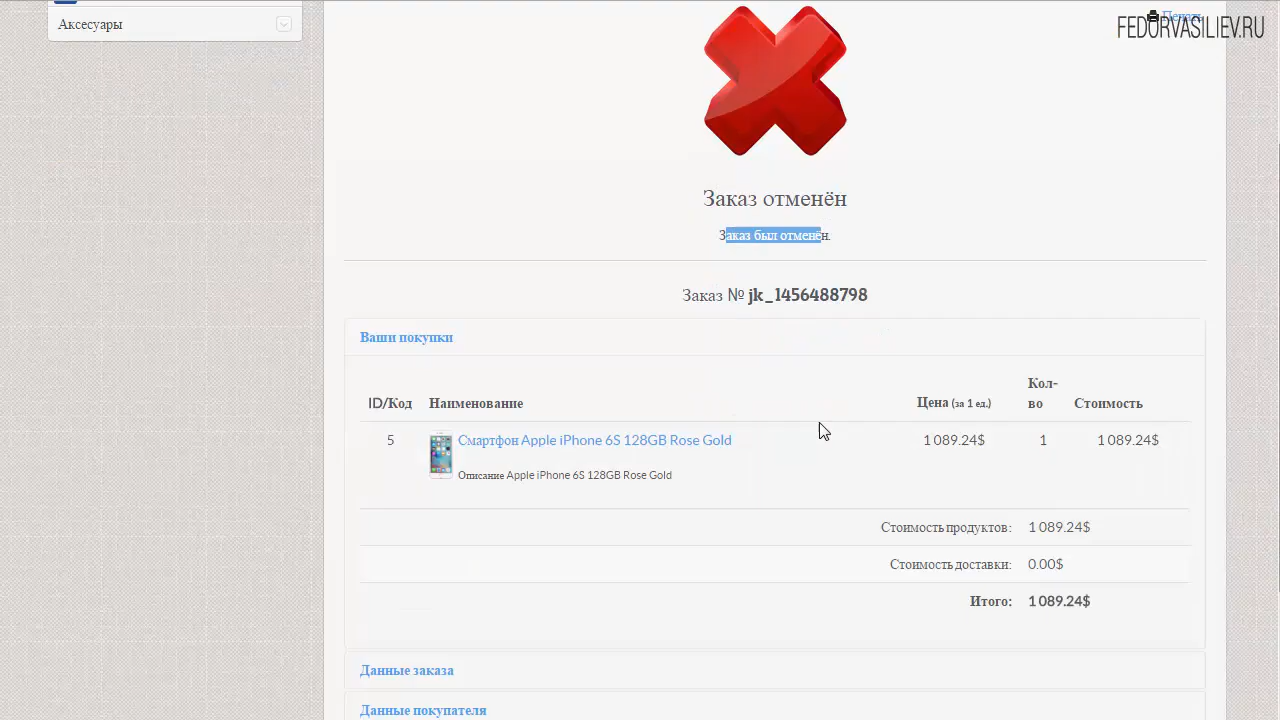 Аксесуары
Печать
FEDORVASILIEV.RU
Заказ отменён
Заказ был отменён.
Заказ № jk_1456488798
Ваши покупки
ID/Код Наименование Цена (за 1 ед.) Кол-во Стоимость
5 Смартфон Apple iPhone 6S 128GB Rose Gold 1 089.24$ 1 1 089.24$
Описание Apple iPhone 6S 128GB Rose Gold
Стоимость продуктов: 1 089.24$
Стоимость доставки: 0.00$
Итого: 1 089.24$
Данные заказа
Данные покупателя